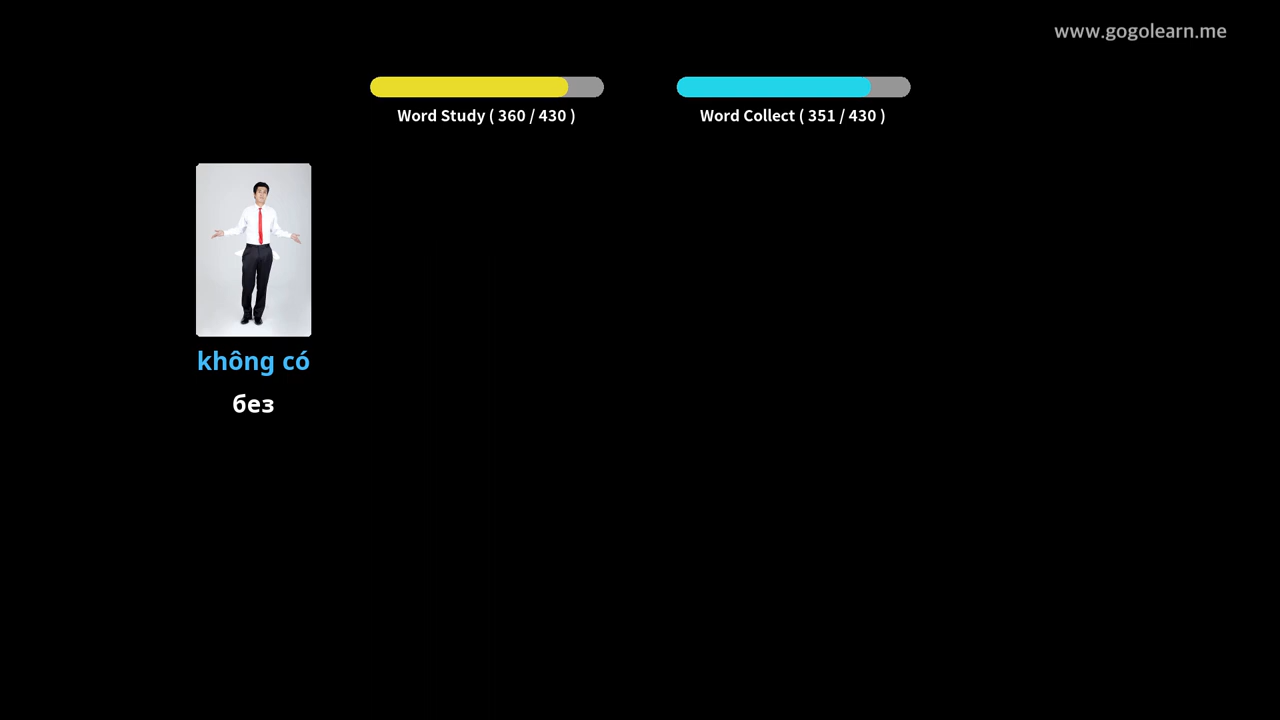 www.gogolearn.me
Word Study ( 360 / 430 )
Word Collect ( 351 / 430 )
không có
без